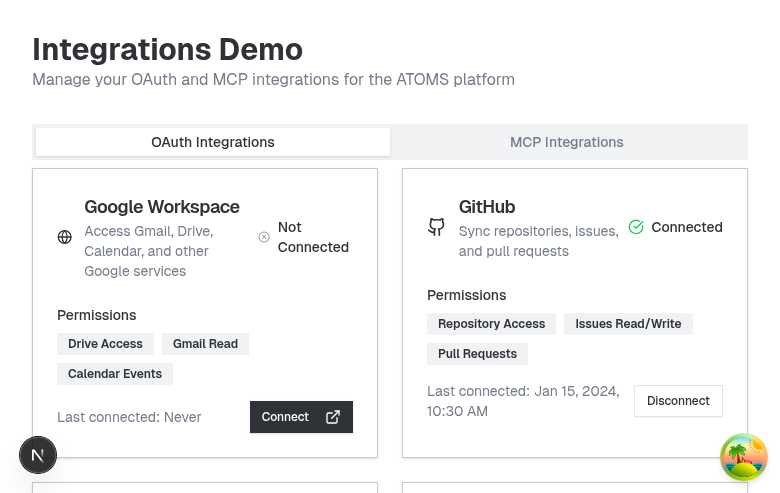 Integrations Demo
Manage your OAuth and MCP integrations for the ATOMS platform
OAuth Integrations
MCP Integrations
Google Workspace
Access Gmail, Drive,
Calendar, and other
Google services
Not
Connected
Permissions
Drive Access
Gmail Read
Calendar Events
Last connected: Never
Connect
GitHub
Sync repositories, issues,
and pull requests
Connected
Permissions
Repository Access
Issues Read/Write
Pull Requests
Last connected: Jan 15, 2024,
10:30 AM
Disconnect
N